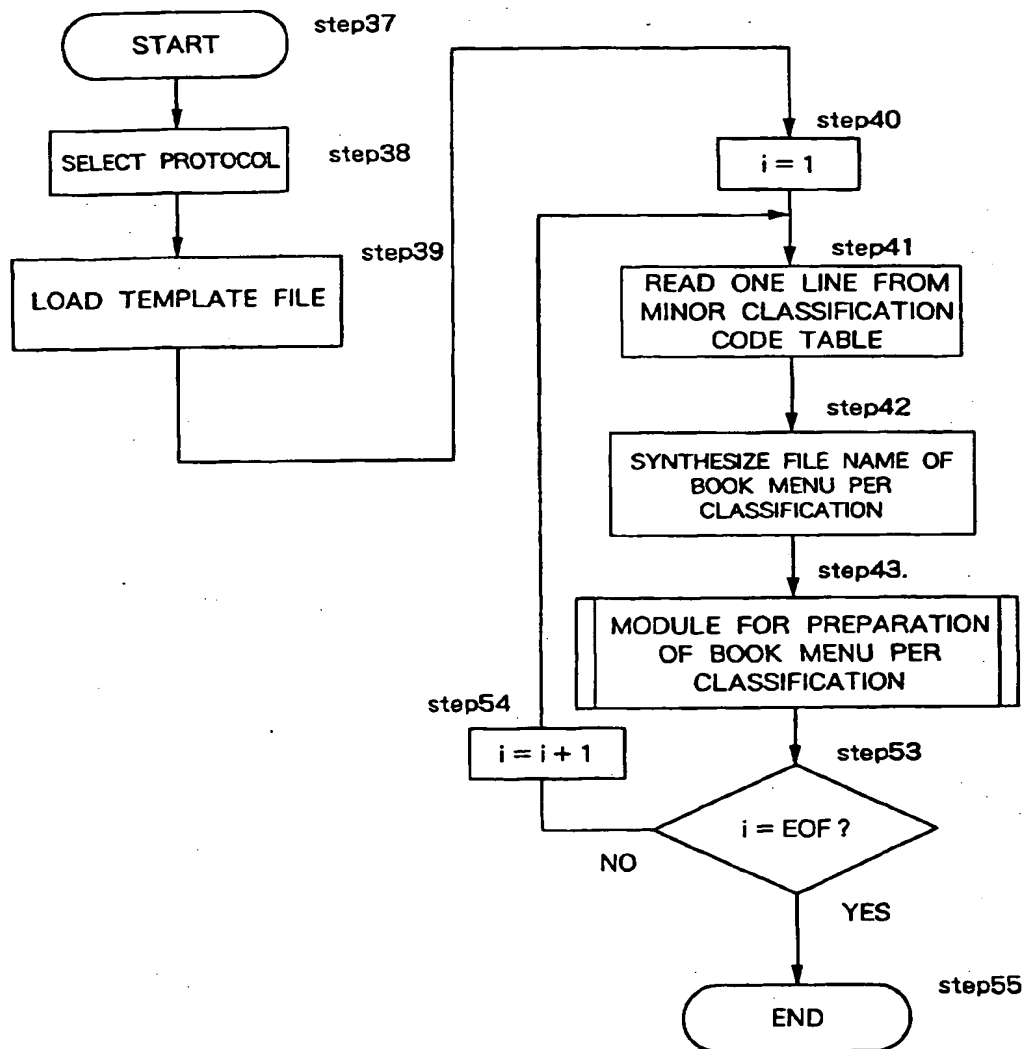 START
step37
SELECT PROTOCOL
step38
step39
LOAD TEMPLATE FILE
step40
i = 1
step41
READ ONE LINE FROM
MINOR CLASSIFICATION
CODE TABLE
step42
SYNTHESIZE FILE NAME OF
BOOK MENU PER
CLASSIFICATION
step43.
MODULE FOR PREPARATION
OF BOOK MENU PER
CLASSIFICATION
step54
i = i + 1
step53
i = EOF ?
NO
YES
step55
END